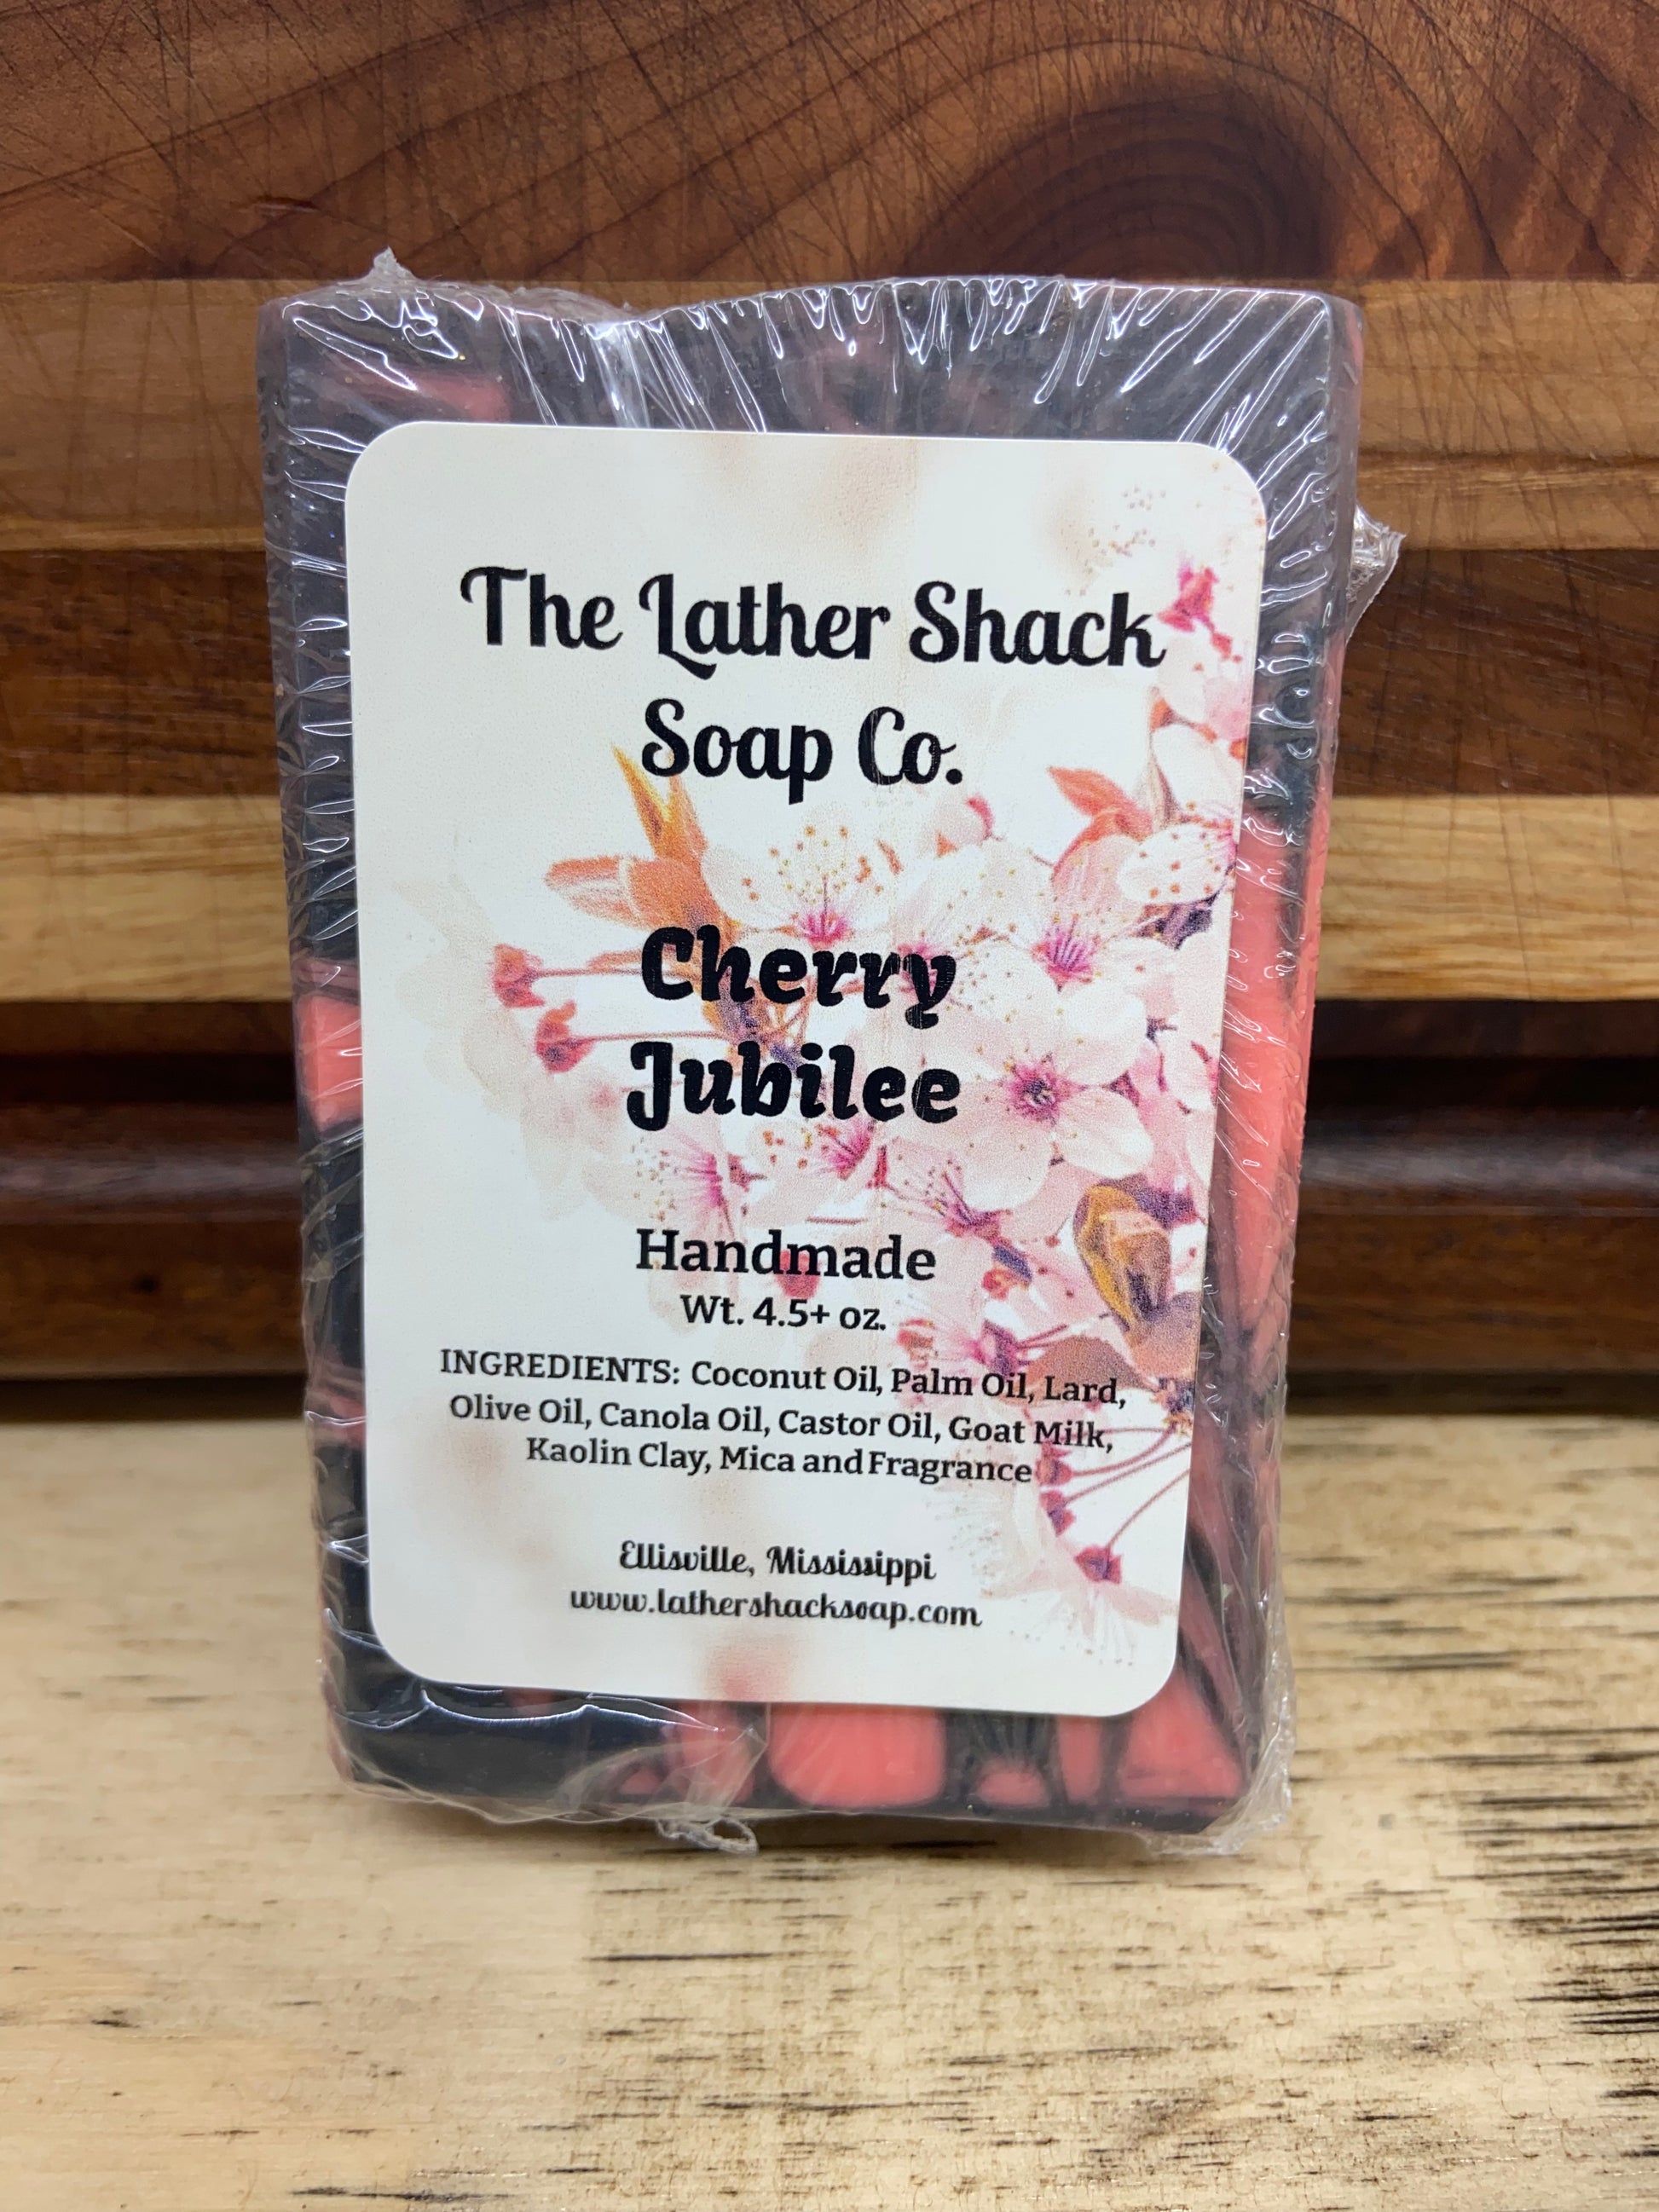 The Lather Shack
Soap Co.
Cherry
Jubilee
Handmade
Wt. 4.5+ oz.
INGREDIENTS: Coconut Oil, Palm Oil, Lard,
Olive Oil, Canola Oil, Castor Oil, Goat Milk,
Kaolin Clay, Mica and Fragrance
Ellisville, Mississippi
www.lathershacksoap.com